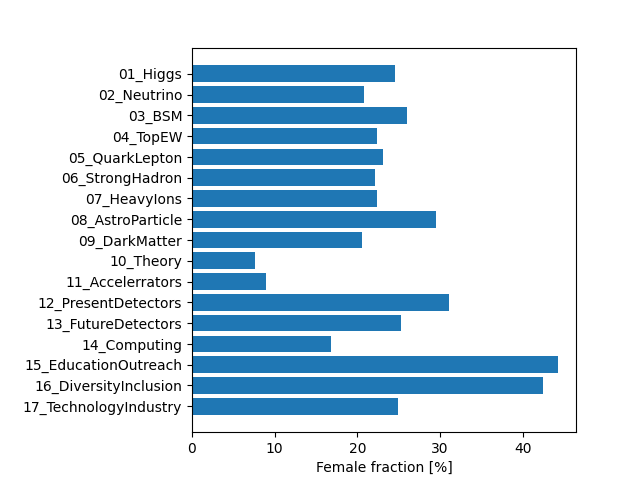 01_Higgs
02_Neutrino
03_BSM
04_TopEW
05_QuarkLepton
06_StrongHadron
07_HeavyIons
08_AstroParticle
09_DarkMatter
10_Theory
11_Accelerrators
12_PresentDetectors
13_FutureDetectors
14_Computing
15_EducationOutreach
16_DiversityInclusion
17_TechnologyIndustry
0 10 20 30 40
Female fraction [%]